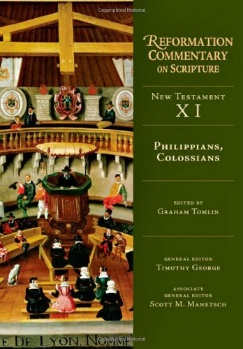 REFORMATION
COMMENTARY
ON SCRIPTURE
NEW TESTAMENT
XI
PHILIPPIANS,
COLOSSIANS
EDITED BY
GRAHAM TOMLIN
GENERAL EDITOR
TIMOTHY GEORGE
ASSOCIATE
GENERAL EDITOR
SCOTT M. MANETSCH
E DE LYON, NO